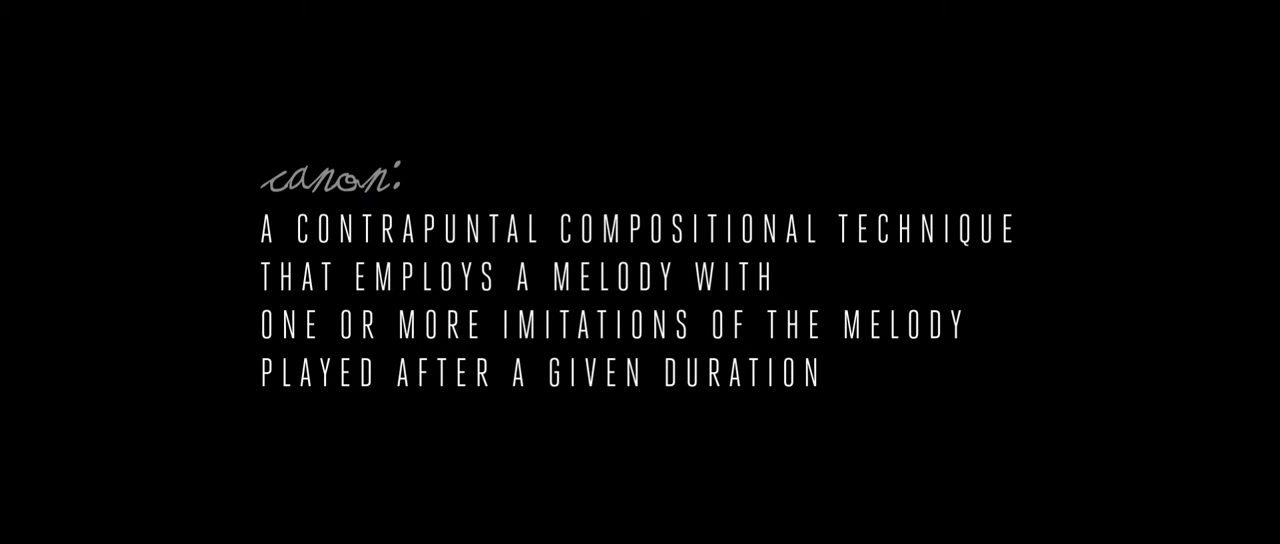 canon:
A CONTRAPUNTAL COMPOSITIONAL TECHNIQUE
THAT EMPLOYS A MELODY WITH
ONE OR MORE IMITATIONS OF THE MELODY
PLAYED AFTER A GIVEN DURATION